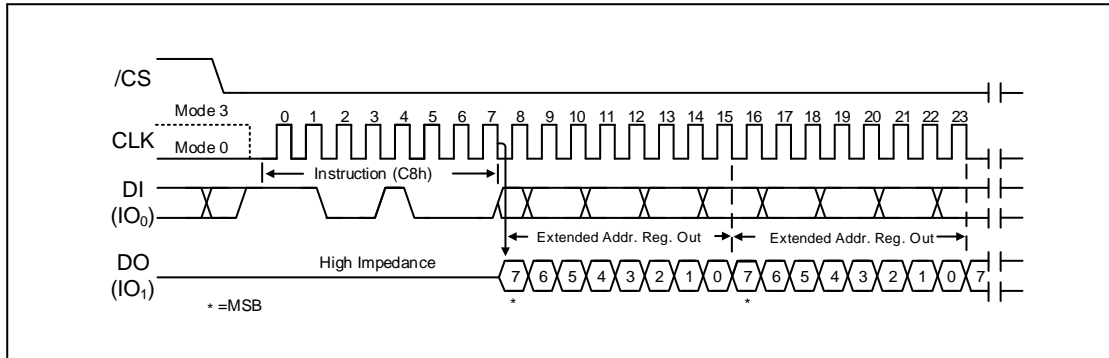 /CS
Mode 3
0 1 2 3 4 5 6 7 8 9 10 11 12 13 14 15 16 17 18 19 20 21 22 23
CLK
Mode 0
Instruction (C8h)
DI
(IO₀)
Extended Addr. Reg. Out Extended Addr. Reg. Out
DO
(IO₁)
High Impedance
7 6 5 4 3 2 1 0 7 6 5 4 3 2 1 0 7
* *
* =MSB